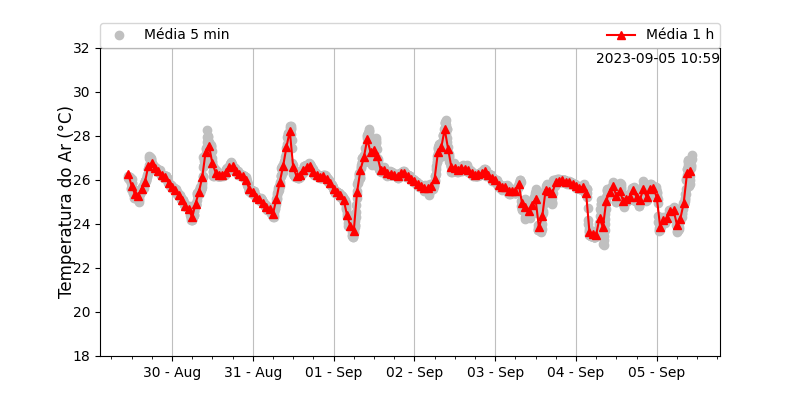 Média 5 min
Média 1 h
2023-09-05 10:59
Temperatura do Ar (°C)
32
30
28
26
24
22
20
18
30 - Aug
31 - Aug
01 - Sep
02 - Sep
03 - Sep
04 - Sep
05 - Sep